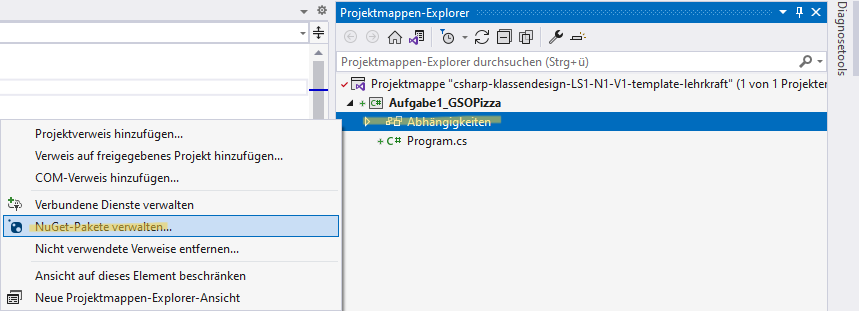 Projektmappen-Explorer
Projektmappen-Explorer durchsuchen (Strg+ü)
Projektmappe "csharp-klassendesign-LS1-N1-V1-template-lehrkraft" (1 von 1 Projekten
C# Aufgabe1_GSOPizza
Abhängigkeiten
C# Program.cs
Projektverweis hinzufügen...
Verweis auf freigegebenes Projekt hinzufügen...
COM-Verweis hinzufügen...
Verbundene Dienste verwalten
NuGet-Pakete verwalten...
Nicht verwendete Verweise entfernen...
Ansicht auf dieses Element beschränken
Neue Projektmappen-Explorer-Ansicht
Diagnosetools